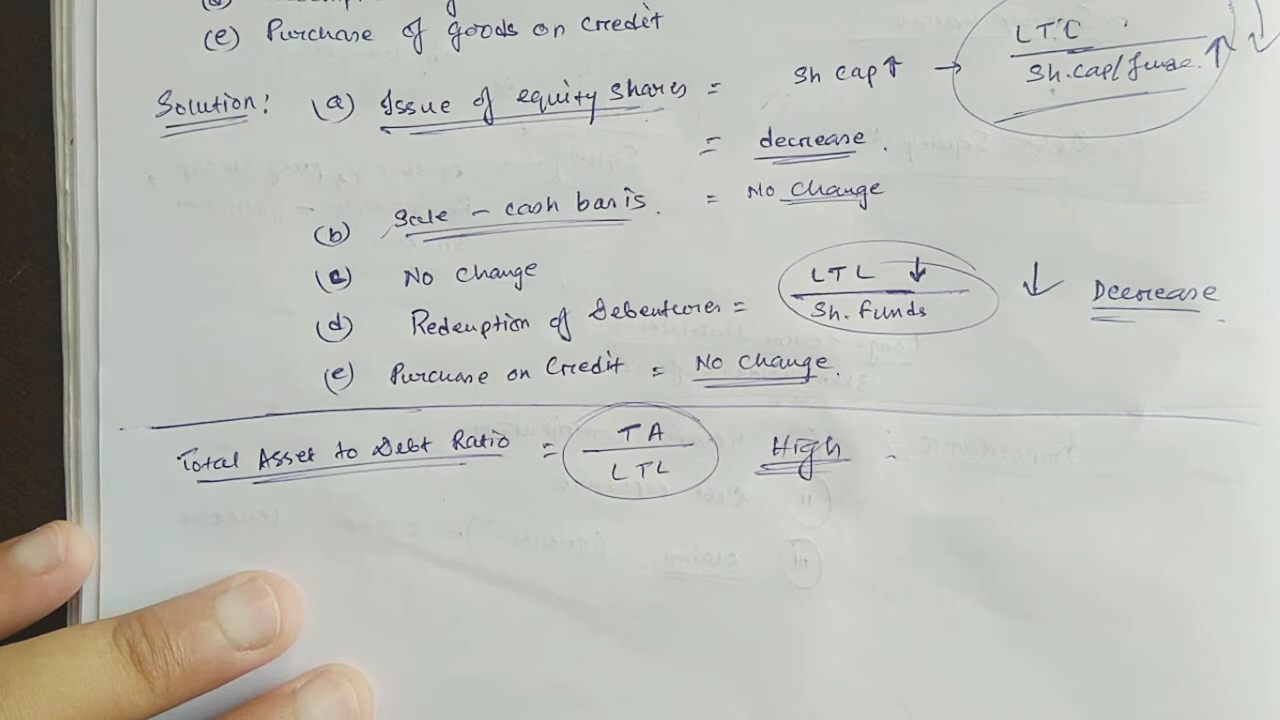 (e) Purchase of goods on credit
Solution: (a) Issue of equity shares = Sh cap ↑ → LTL / Sh. cap/funds ↑ ↓
= decrease.
(b) Sale - cash basis. = No change
(c) No change
(d) Redemption of Debentures = LTL ↓ / Sh. funds ↓ Decrease
(e) Purchase on Credit = No change.
Total Asset to Debt Ratio = TA / LTL High :